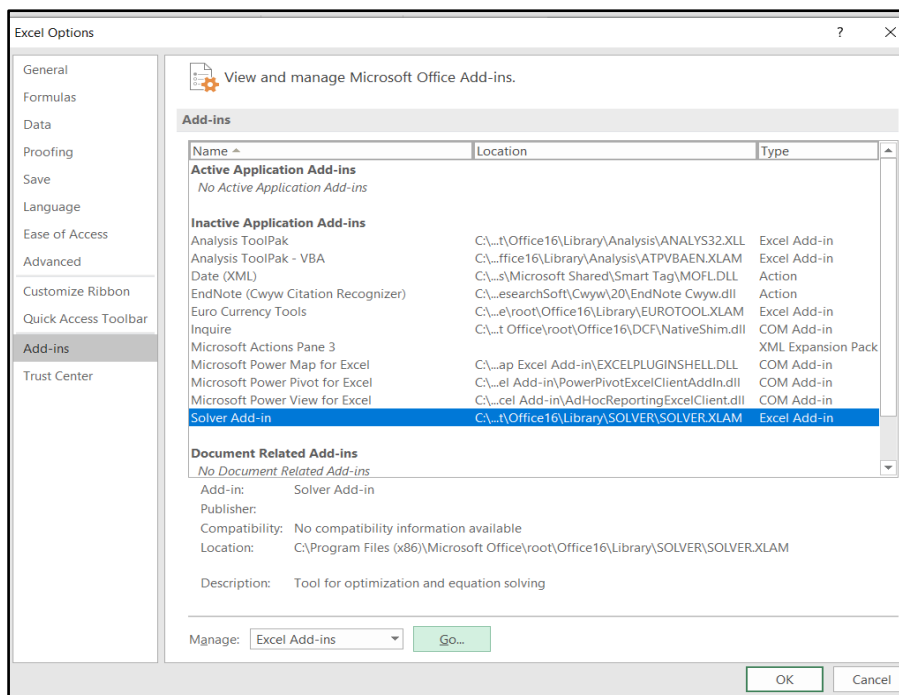 Excel Options ? ×
General
Formulas
Data
Proofing
Save
Language
Ease of Access
Advanced
Customize Ribbon
Quick Access Toolbar
Add-ins
Trust Center
View and manage Microsoft Office Add-ins.
Add-ins
Name Location Type
Active Application Add-ins
No Active Application Add-ins
Inactive Application Add-ins
Analysis ToolPak C:\...t\Office16\Library\Analysis\ANALYS32.XLL Excel Add-in
Analysis ToolPak - VBA C:\...ffice16\Library\Analysis\ATPVBAEN.XLAM Excel Add-in
Date (XML) C:\...s\Microsoft Shared\Smart Tag\MOFL.DLL Action
EndNote (Cwyw Citation Recognizer) C:\...esearchSoft\Cwyw\20\EndNote Cwyw.dll Action
Euro Currency Tools C:\...e\root\Office16\Library\EUROTOOL.XLAM Excel Add-in
Inquire C:\...t Office\root\Office16\DCF\NativeShim.dll COM Add-in
Microsoft Actions Pane 3 XML Expansion Pack
Microsoft Power Map for Excel C:\...ap Excel Add-in\EXCELPLUGINSHELL.DLL COM Add-in
Microsoft Power Pivot for Excel C:\...el Add-in\PowerPivotExcelClientAddIn.dll COM Add-in
Microsoft Power View for Excel C:\...cel Add-in\AdHocReportingExcelClient.dll COM Add-in
Solver Add-in C:\...t\Office16\Library\SOLVER\SOLVER.XLAM Excel Add-in
Document Related Add-ins
No Document Related Add-ins
Add-in: Solver Add-in
Publisher:
Compatibility: No compatibility information available
Location: C:\Program Files (x86)\Microsoft Office\root\Office16\Library\SOLVER\SOLVER.XLAM
Description: Tool for optimization and equation solving
Manage: Excel Add-ins Go...
OK Cancel